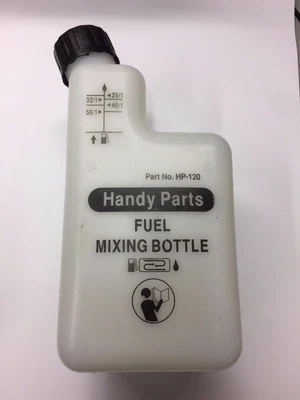 25/1
32/1
40/1
50/1
Part No. HP-120
Handy Parts
FUEL
MIXING BOTTLE